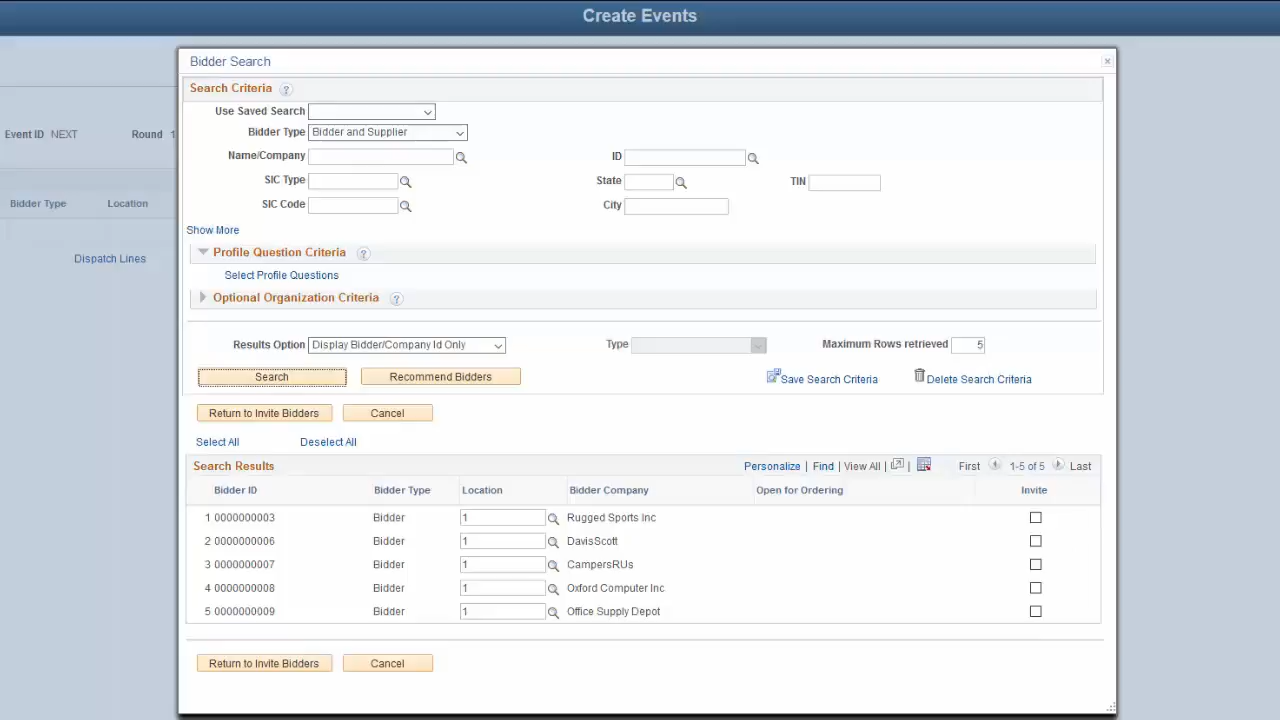 Create Events
Bidder Search
Search Criteria
Use Saved Search
Bidder Type Bidder and Supplier
Event ID NEXT Round 1
Name/Company ID
SIC Type State TIN
Bidder Type Location
SIC Code City
Show More
Profile Question Criteria
Dispatch Lines
Select Profile Questions
Optional Organization Criteria
Results Option Display Bidder/Company Id Only Type Maximum Rows retrieved 5
Search Recommend Bidders Save Search Criteria Delete Search Criteria
Return to Invite Bidders Cancel
Select All Deselect All
Search Results Personalize | Find | View All | | First 1-5 of 5 Last
Bidder ID Bidder Type Location Bidder Company Open for Ordering Invite
1 0000000003 Bidder 1 Rugged Sports Inc
2 0000000006 Bidder 1 DavisScott
3 0000000007 Bidder 1 CampersRUs
4 0000000008 Bidder 1 Oxford Computer Inc
5 0000000009 Bidder 1 Office Supply Depot
Return to Invite Bidders Cancel